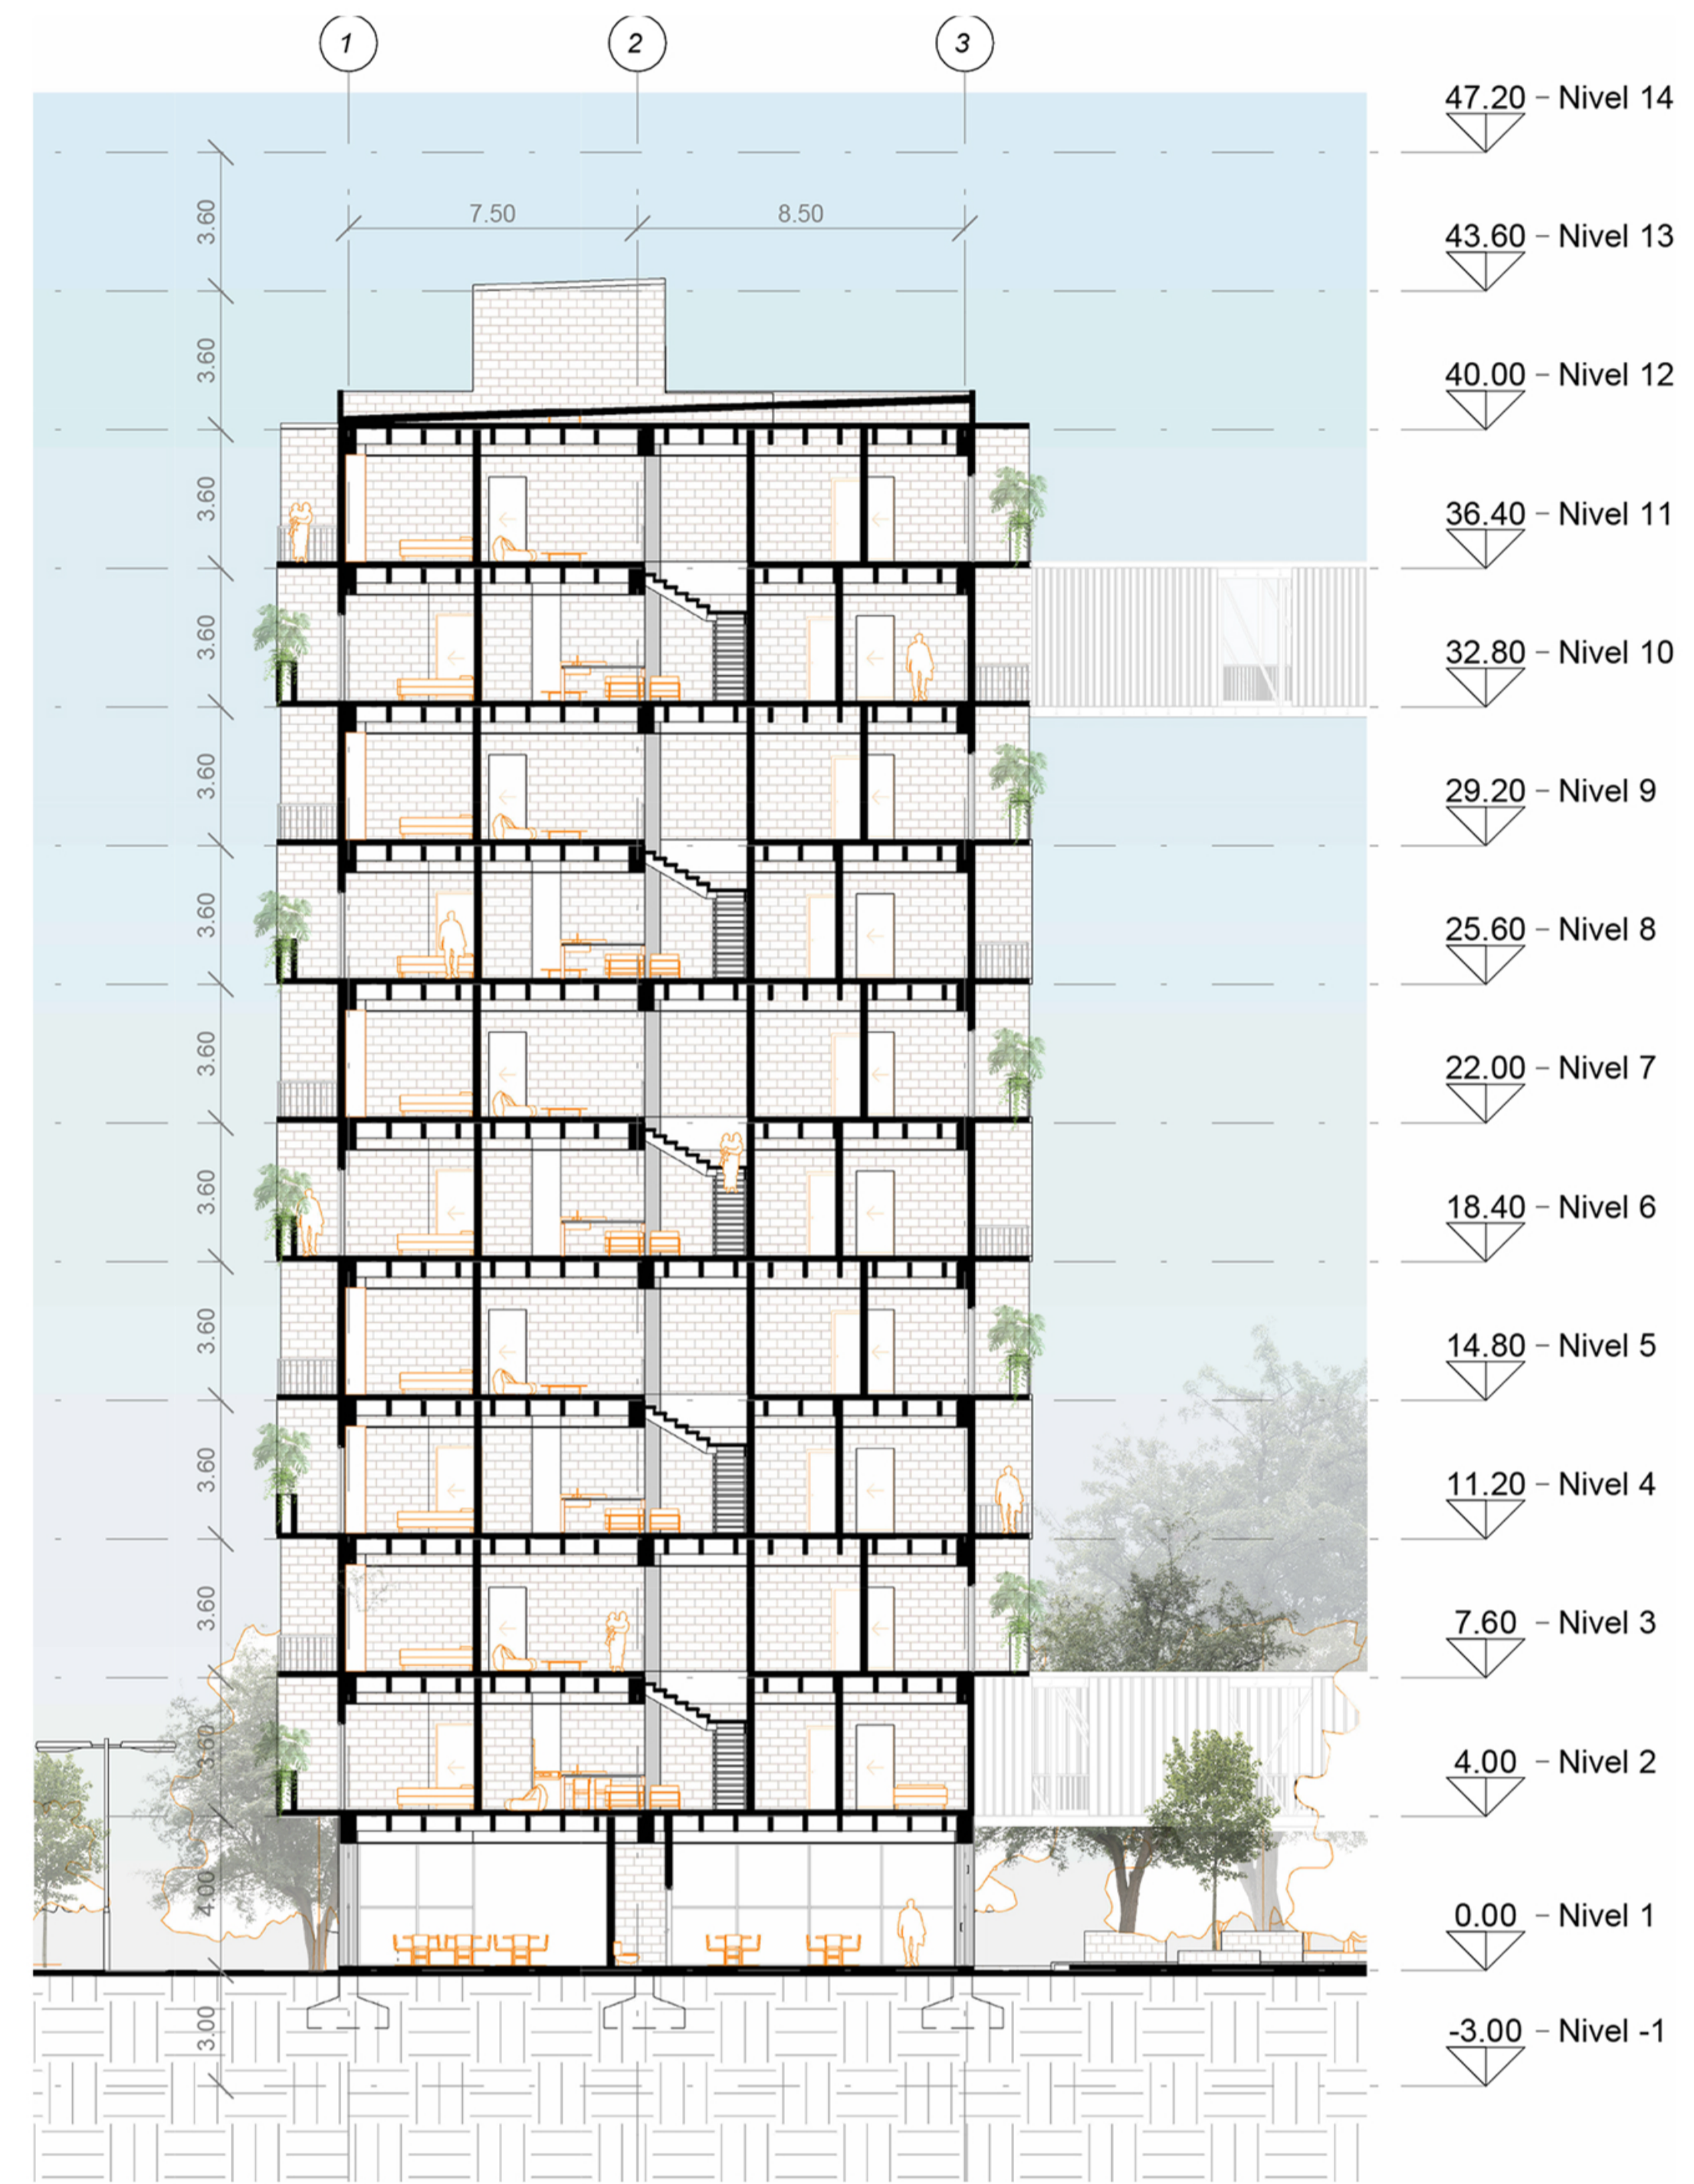 1 2 3
47.20 – Nivel 14
3.60 7.50 8.50
43.60 – Nivel 13
3.60
40.00 – Nivel 12
3.60
36.40 – Nivel 11
3.60
32.80 – Nivel 10
3.60
29.20 – Nivel 9
3.60
25.60 – Nivel 8
3.60
22.00 – Nivel 7
3.60
18.40 – Nivel 6
3.60
14.80 – Nivel 5
3.60
11.20 – Nivel 4
3.60
7.60 – Nivel 3
3.60
4.00 – Nivel 2
4.00
0.00 – Nivel 1
3.00
-3.00 – Nivel -1